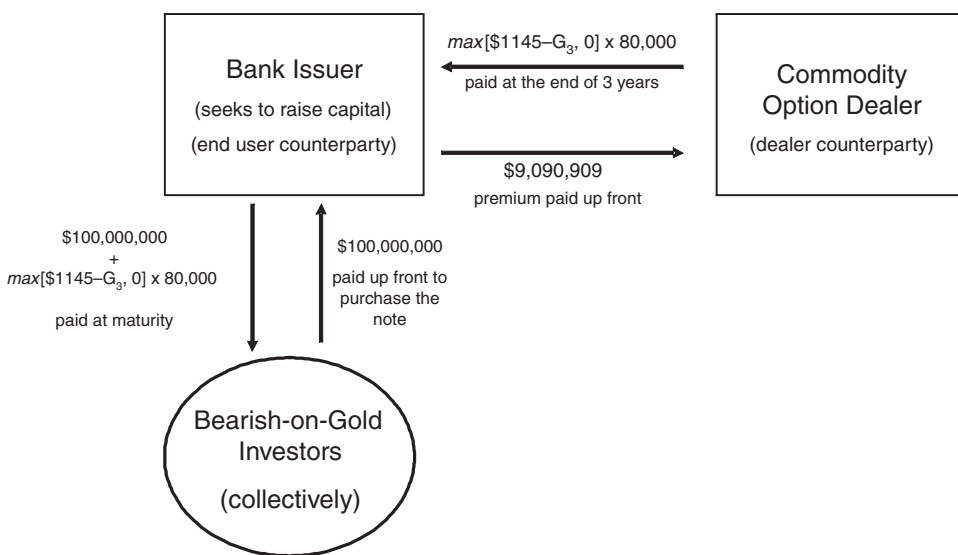 Bank Issuer
(seeks to raise capital)
(end user counterparty)
max[$1145–G₃, 0] x 80,000
paid at the end of 3 years
$9,090,909
premium paid up front
Commodity
Option Dealer
(dealer counterparty)
$100,000,000
+
max[$1145–G₃, 0] x 80,000
paid at maturity
$100,000,000
paid up front to
purchase the
note
Bearish-on-Gold
Investors
(collectively)